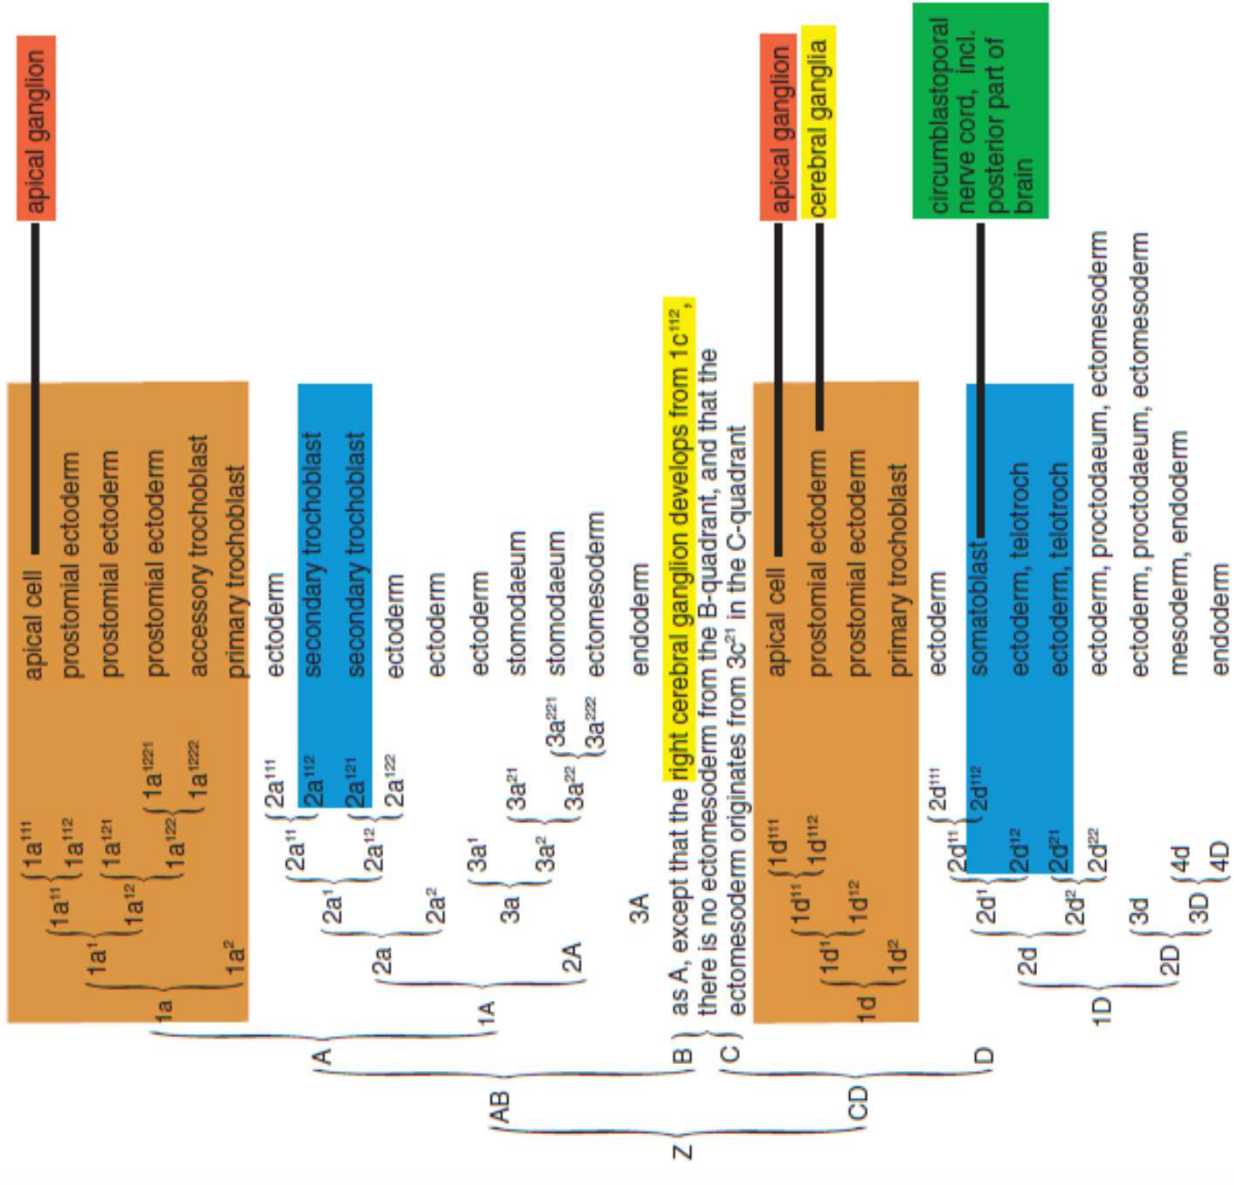 1a¹¹¹ apical cell apical ganglion
1a¹¹
1a¹¹² prostomial ectoderm
1a¹
1a¹²¹ prostomial ectoderm
1a¹²
1a¹²²¹ prostomial ectoderm
1a
1a¹²²
1a¹²²² accessory trochoblast
1a² primary trochoblast
2a¹¹¹ ectoderm
2a¹¹
2a¹¹² secondary trochoblast
A
2a¹
2a¹²¹ secondary trochoblast
2a¹²
2a
2a¹²² ectoderm
2a² ectoderm
3a¹ ectoderm
1A
AB
3a
3a²¹ stomodaeum
3a²
3a²²¹ stomodaeum
2A
3a²²
3a²²² ectomesoderm
3A endoderm
Z
B as A, except that the right cerebral ganglion develops from 1c¹¹²,
there is no ectomesoderm from the B-quadrant, and that the
C ectomesoderm originates from 3c²¹ in the C-quadrant
1d¹¹¹ apical cell apical ganglion
1d¹¹
1d¹¹² prostomial ectoderm cerebral ganglia
1d¹
1d¹² prostomial ectoderm
CD
1d
1d² primary trochoblast
2d¹¹¹ ectoderm
2d¹¹
2d¹¹² somatoblast
circumblastoporal
nerve cord, incl.
posterior part of
brain
D
2d¹
2d¹² ectoderm, telotroch
2d
2d²¹ ectoderm, telotroch
2d²
2d²² ectoderm, proctodaeum, ectomesoderm
1D
3d ectoderm, proctodaeum, ectomesoderm
2D
4d mesoderm, endoderm
3D
4D endoderm